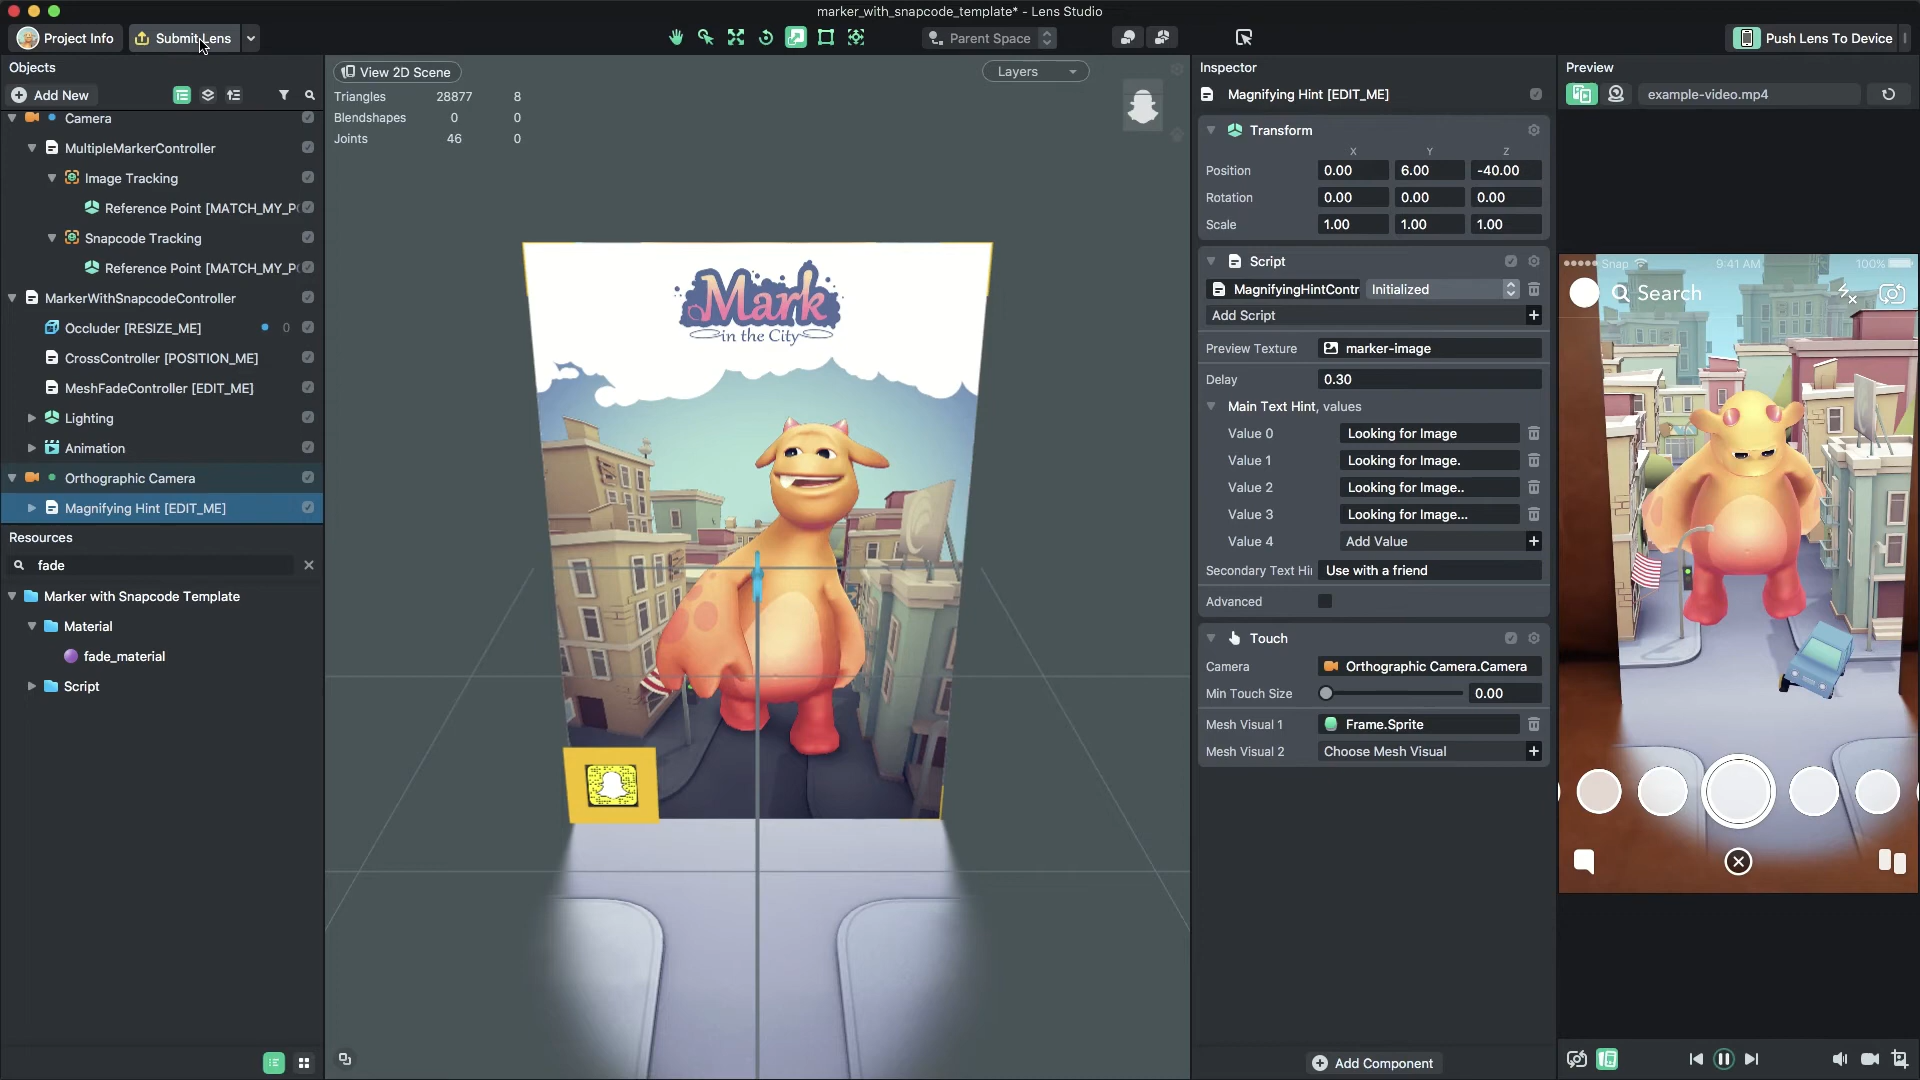 marker_with_snapcode_template* - Lens Studio
Project Info
Submit Lens
Parent Space
Push Lens To Device
Objects
Add New
Camera
MultipleMarkerController
Image Tracking
Reference Point [MATCH_MY_P
Snapcode Tracking
Reference Point [MATCH_MY_P
MarkerWithSnapcodeController
Occluder [RESIZE_ME]
0
CrossController [POSITION_ME]
MeshFadeController [EDIT_ME]
Lighting
Animation
Orthographic Camera
Magnifying Hint [EDIT_ME]
Resources
fade
Marker with Snapcode Template
Material
fade_material
Script
View 2D Scene
Layers
Triangles 28877 8
Blendshapes 0 0
Joints 46 0
Mark
in the City
Inspector
Magnifying Hint [EDIT_ME]
Transform
X Y Z
Position 0.00 6.00 -40.00
Rotation 0.00 0.00 0.00
Scale 1.00 1.00 1.00
Script
MagnifyingHintContr Initialized
Add Script
Preview Texture marker-image
Delay 0.30
Main Text Hint, values
Value 0 Looking for Image
Value 1 Looking for Image.
Value 2 Looking for Image..
Value 3 Looking for Image...
Value 4 Add Value
Secondary Text Hi Use with a friend
Advanced
Touch
Camera Orthographic Camera.Camera
Min Touch Size 0.00
Mesh Visual 1 Frame.Sprite
Mesh Visual 2 Choose Mesh Visual
Add Component
Preview
example-video.mp4
Snap 9:41 AM 100%
Search